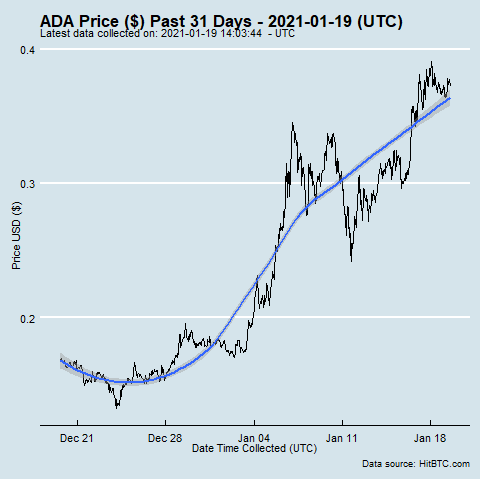 ADA Price ($) Past 31 Days - 2021-01-19 (UTC)
Latest data collected on: 2021-01-19 14:03:44  - UTC
0.4
0.3
0.2
Price USD ($)
Dec 21 Dec 28 Jan 04 Jan 11 Jan 18
Date Time Collected (UTC)
Data source: HitBTC.com